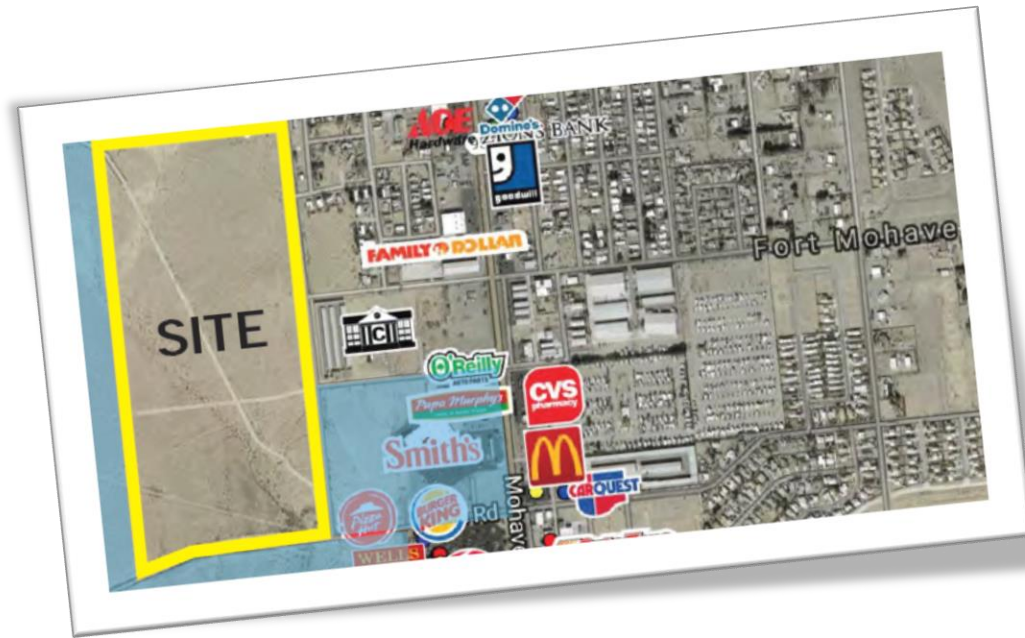 ACE
Hardware
Domino's
BANK
goodwill
FAMILY DOLLAR
Fort Mohave
SITE
C
O'Reilly
AUTO PARTS
Papa Murphy's
CVS
pharmacy
Smith's
M
CARQUEST
Pizza
Hut
BURGER
KING
Rd
Mohave
WELLS